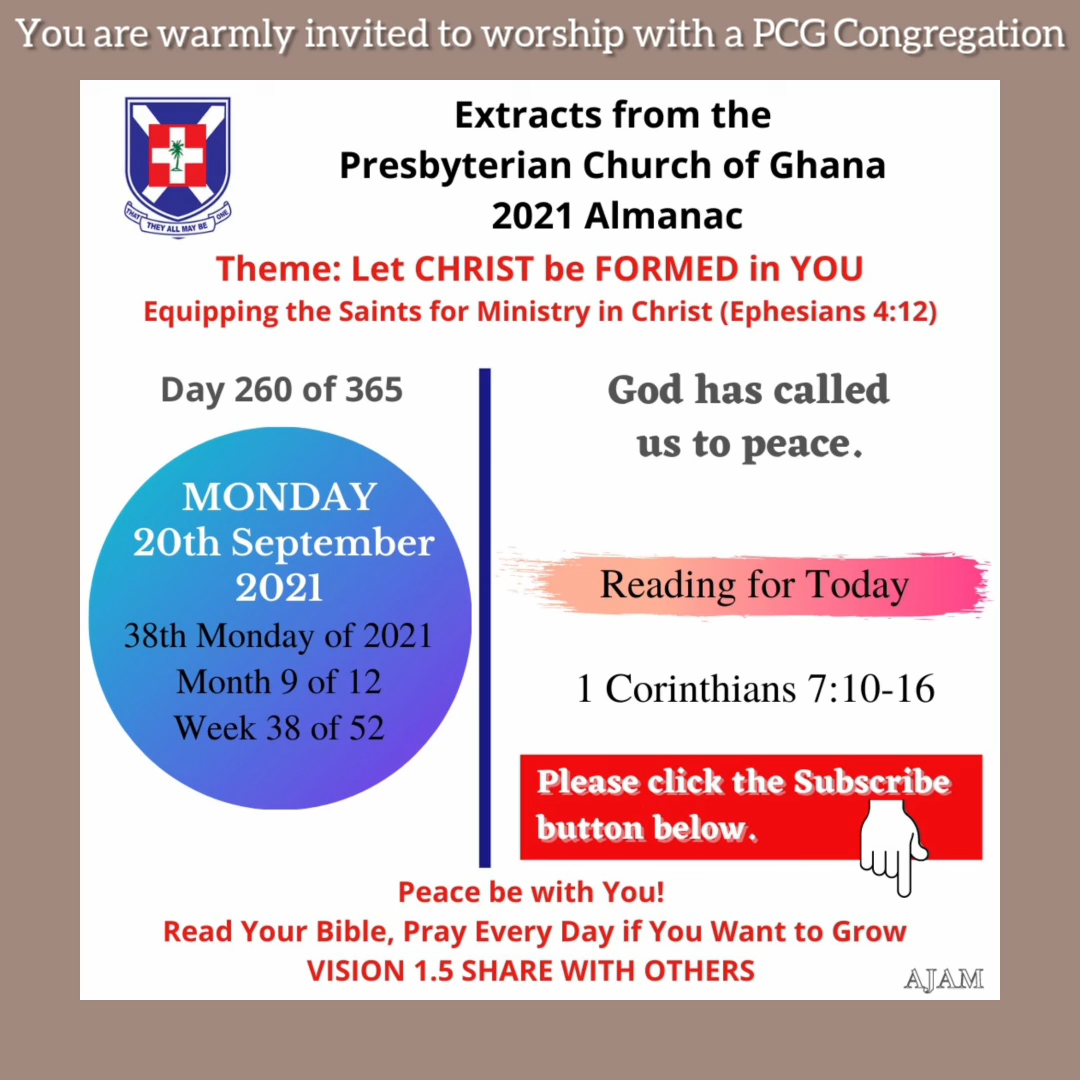 You are warmly invited to worship with a PCG Congregation
Extracts from the
Presbyterian Church of Ghana
2021 Almanac
THAT THEY ALL MAY BE ONE
Theme: Let CHRIST be FORMED in YOU
Equipping the Saints for Ministry in Christ (Ephesians 4:12)
Day 260 of 365
MONDAY
20th September
2021
38th Monday of 2021
Month 9 of 12
Week 38 of 52
God has called
us to peace.
Reading for Today
1 Corinthians 7:10-16
Please click the Subscribe
button below.
Peace be with You!
Read Your Bible, Pray Every Day if You Want to Grow
VISION 1.5 SHARE WITH OTHERS
AJAM